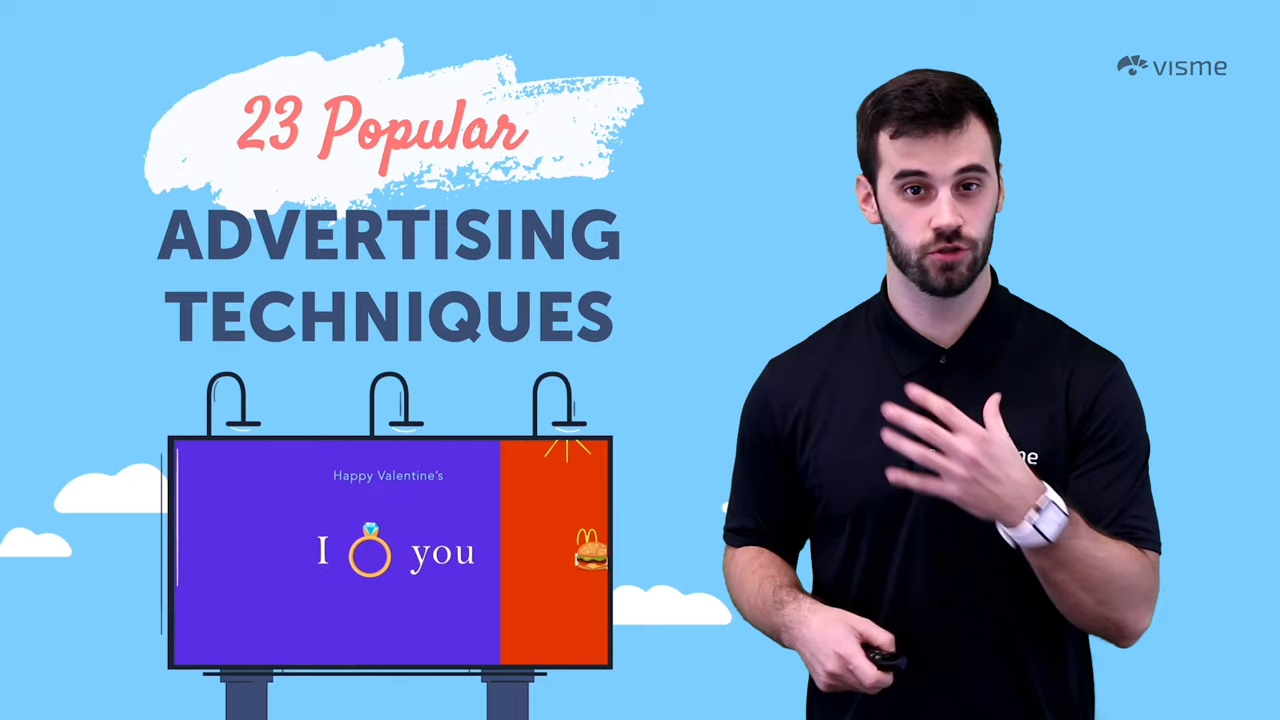 visme
23 Popular
ADVERTISING
TECHNIQUES
Happy Valentine's
I you